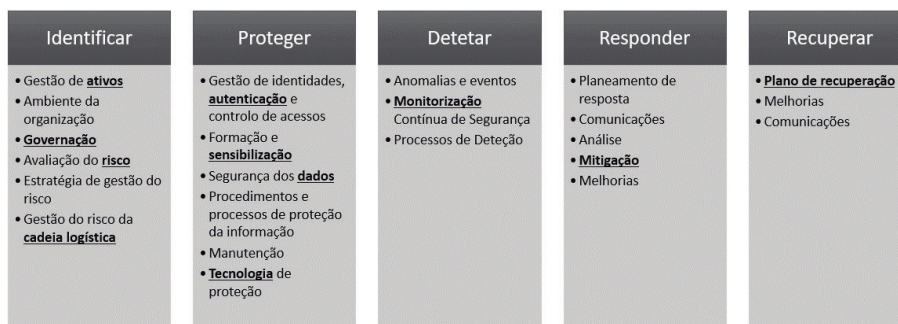 Identificar
• Gestão de ativos
• Ambiente da
organização
• Governação
• Avaliação do risco
• Estratégia de gestão do
risco
• Gestão do risco da
cadeia logística
Proteger
• Gestão de identidades,
autenticação e
controlo de acessos
• Formação e
sensibilização
• Segurança dos dados
• Procedimentos e
processos de proteção
da informação
• Manutenção
• Tecnologia de
proteção
Detetar
• Anomalias e eventos
• Monitorização
Contínua de Segurança
• Processos de Deteção
Responder
• Planeamento de
resposta
• Comunicações
• Análise
• Mitigação
• Melhorias
Recuperar
• Plano de recuperação
• Melhorias
• Comunicações